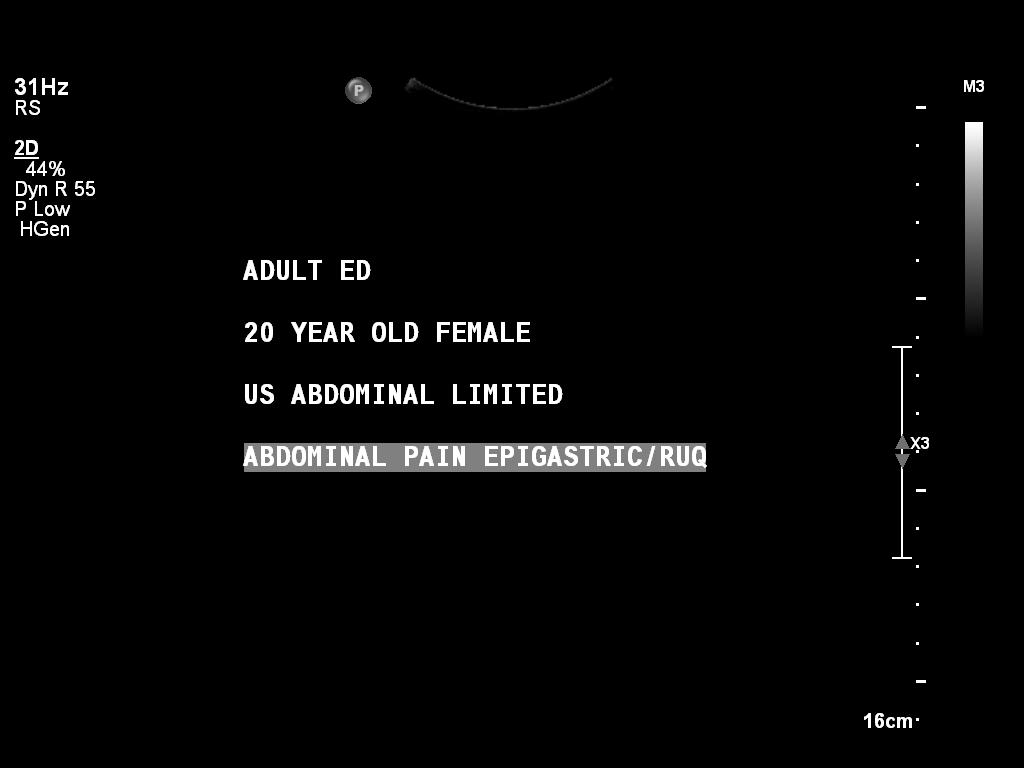 31Hz
RS
P
M3
2D
44%
Dyn R 55
P Low
HGen
ADULT ED
20 YEAR OLD FEMALE
US ABDOMINAL LIMITED
X3
ABDOMINAL PAIN EPIGASTRIC/RUQ
16cm